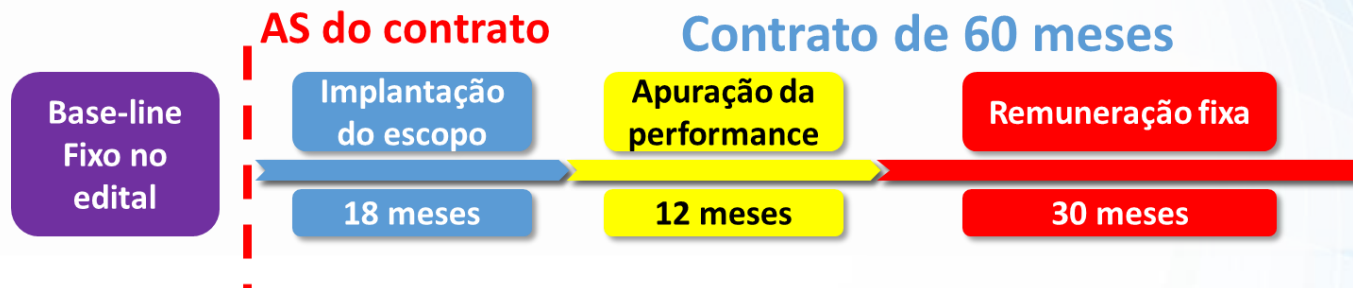 AS do contrato
Contrato de 60 meses
Base-line
Fixo no
edital
Implantação
do escopo
Apuração da
performance
Remuneração fixa
18 meses
12 meses
30 meses